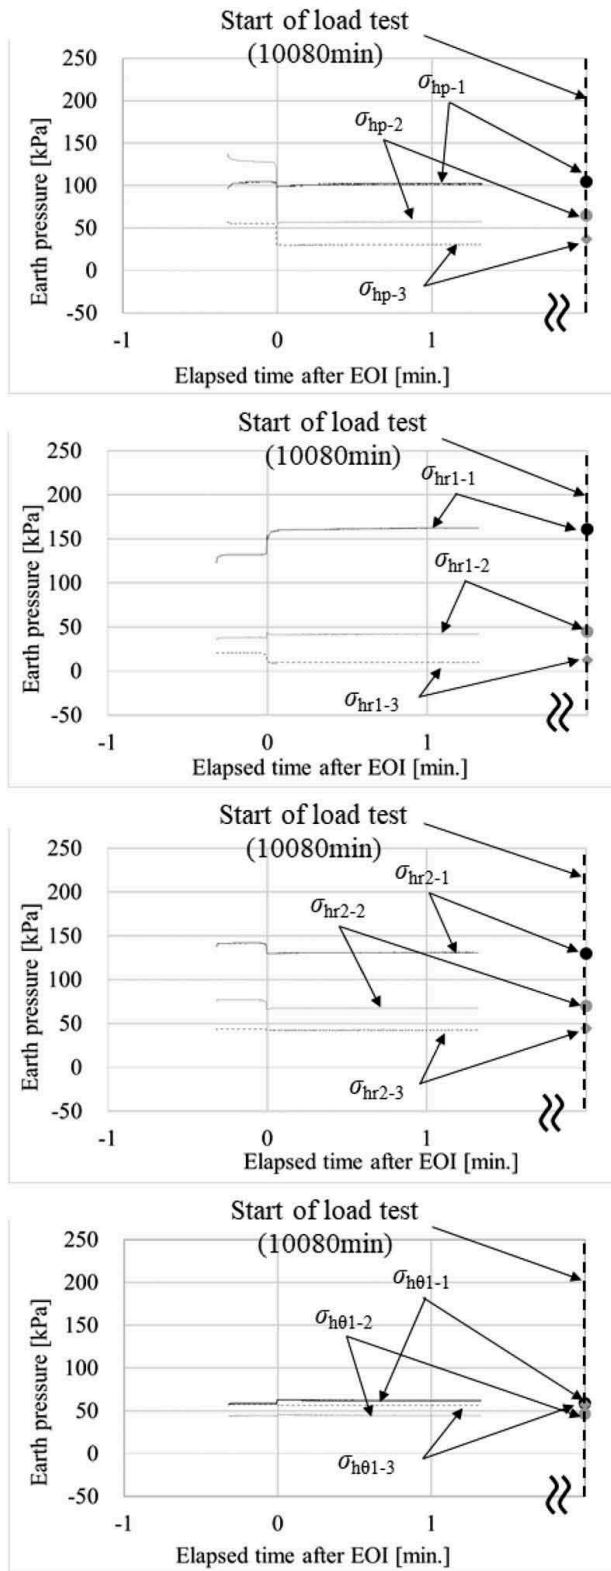 Start of load test
(10080min)
250
200
150
100
50
0
-50
Earth pressure [kPa]
σhp-1
σhp-2
σhp-3
-1
0
1
Elapsed time after EOI [min.]
Start of load test
(10080min)
250
200
150
100
50
0
-50
Earth pressure [kPa]
σhr1-1
σhr1-2
σhr1-3
-1
0
1
Elapsed time after EOI [min.]
Start of load test
(10080min)
250
200
150
100
50
0
-50
Earth pressure [kPa]
σhr2-1
σhr2-2
σhr2-3
-1
0
1
Elapsed time after EOI [min.]
Start of load test
(10080min)
250
200
150
100
50
0
-50
Earth pressure [kPa]
σhθ1-1
σhθ1-2
σhθ1-3
-1
0
1
Elapsed time after EOI [min.]